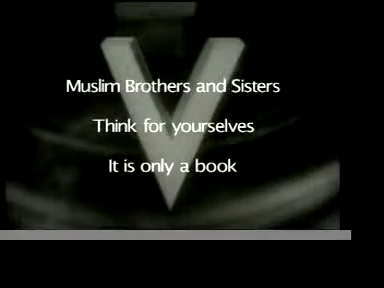 Muslim Brothers and Sisters
Think for yourselves
It is only a book